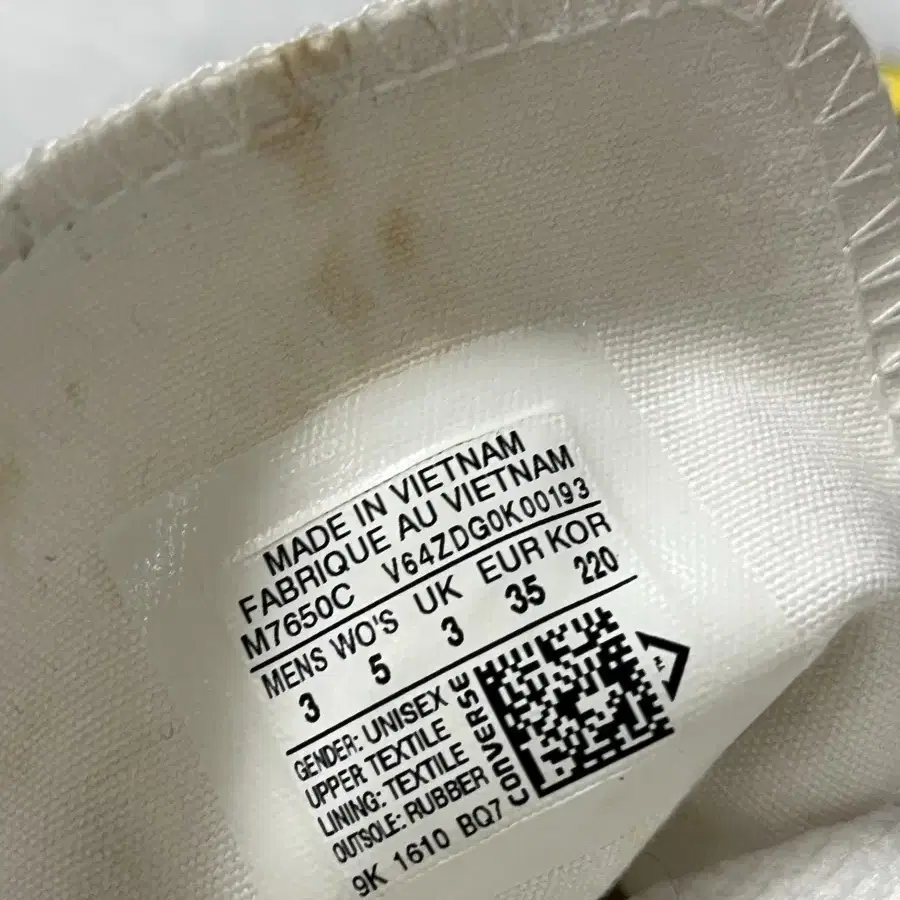 MADE IN VIETNAM
FABRIQUE AU VIETNAM
M7650C V64ZDG0K00193
MENS WO'S UK EUR KOR
3 5 3 35 220
GENDER: UNISEX
UPPER TEXTILE
LINING: TEXTILE
OUTSOLE: RUBBER
9K 1610 BQ7
CONVERSE